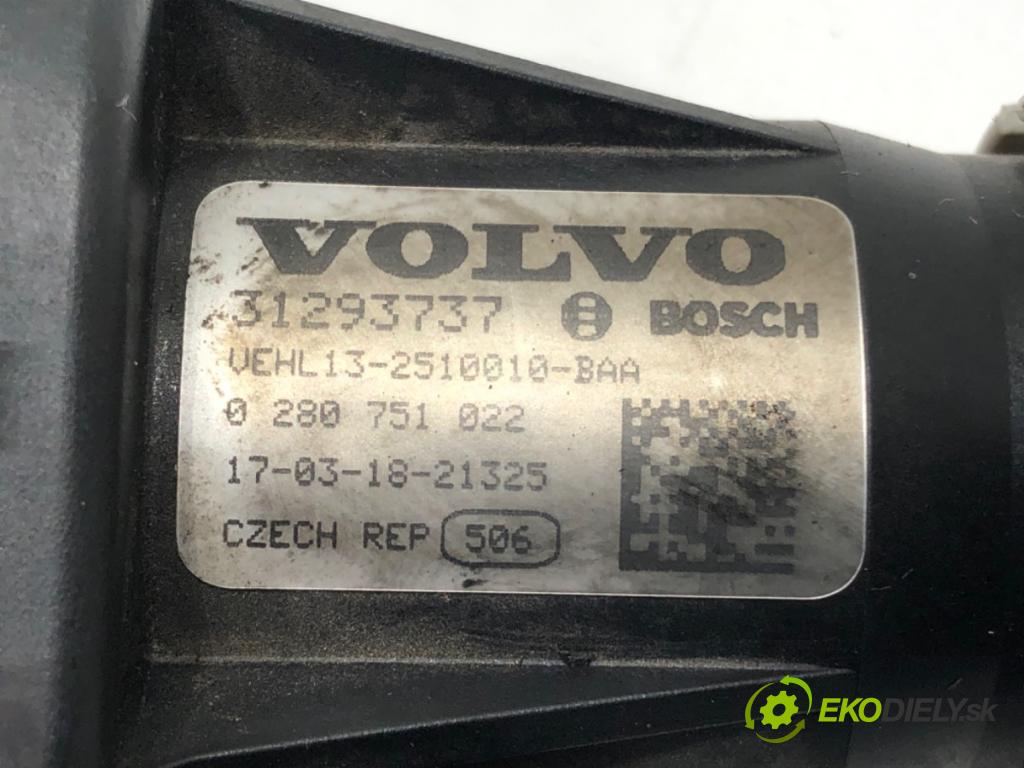 VOLVO
31293737 BOSCH
VEHL13-2510010-BAA
0 280 751 022
17-03-18-21325
CZECH REP 506
EKODIELY.sk